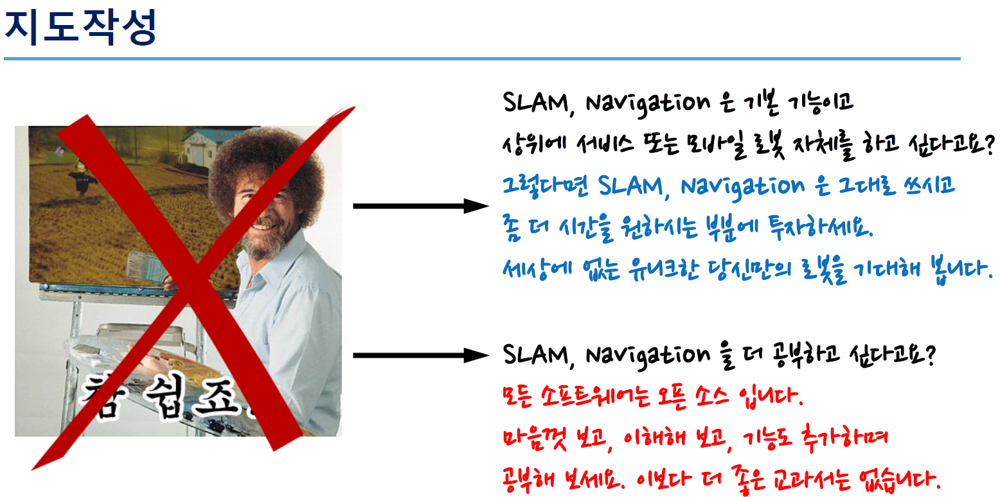 지도작성
SLAM, Navigation 은 기본 기능이고
상위에 서비스 또는 모바일 로봇 자체를 하고 싶다고요?
그렇다면 SLAM, Navigation 은 그대로 쓰시고
좀 더 시간을 원하시는 부분에 투자하세요.
세상에 없는 유니크한 당신만의 로봇을 기대해 봅니다.
참 쉽죠.
SLAM, Navigation 을 더 공부하고 싶다고요?
모든 소프트웨어는 오픈 소스 입니다.
마음껏 보고, 이해해 보고, 기능도 추가하며
공부해 보세요. 이보다 더 좋은 교과서는 없습니다.